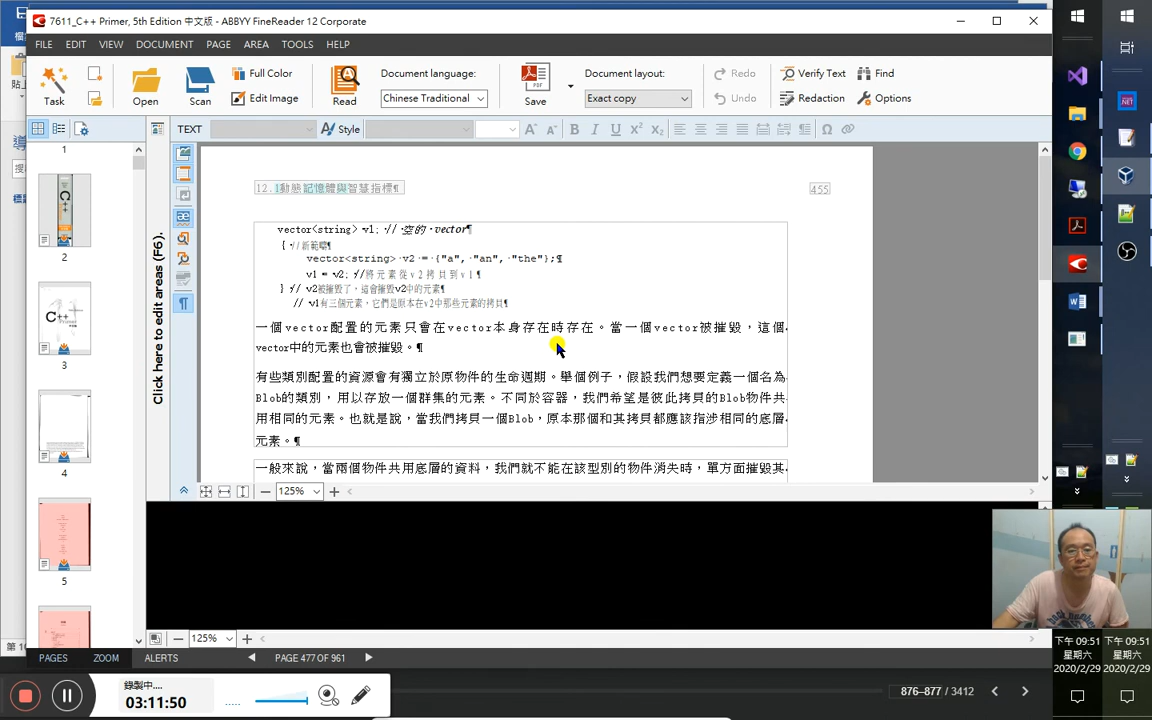 7611_C++ Primer, 5th Edition 中文版 - ABBYY FineReader 12 Corporate
FILE EDIT VIEW DOCUMENT PAGE AREA TOOLS HELP
Task
Open
Scan
Full Color
Edit Image
Read
Document language:
Chinese Traditional
Save
Document layout:
Exact copy
Redo
Undo
Verify Text
Redaction
Find
Options
TEXT
Style
Click here to edit areas (F6).
1
2
3
4
5
12.1動態記憶體與智慧指標¶
455
vector<string> v1; // 空的 vector¶
{ //新範疇¶
vector<string> v2 = {"a", "an", "the"};¶
v1 = v2; //將元素從v2拷貝到v1¶
} // v2被摧毀了，這會摧毀v2中的元素¶
// v1有三個元素，它們是原本在v2中那些元素的拷貝¶
一個vector配置的元素只會在vector本身存在時存在。當一個vector被摧毀，這個
vector中的元素也會被摧毀。¶
有些類別配置的資源會有獨立於原物件的生命週期。舉個例子，假設我們想要定義一個名為
Blob的類別，用以存放一個群集的元素。不同於容器，我們希望是彼此拷貝的Blob物件共
用相同的元素。也就是說，當我們拷貝一個Blob，原本那個和其拷貝都應該指涉相同的底層
元素。¶
一般來說，當兩個物件共用底層的資料，我們就不能在該型別的物件消失時，單方面摧毀其
125%
125%
PAGES ZOOM ALERTS
PAGE 477 OF 961
錄製中....
03:11:50
876–877 / 3412
下午 09:51
星期六
2020/2/29
下午 09:51
星期六
2020/2/29